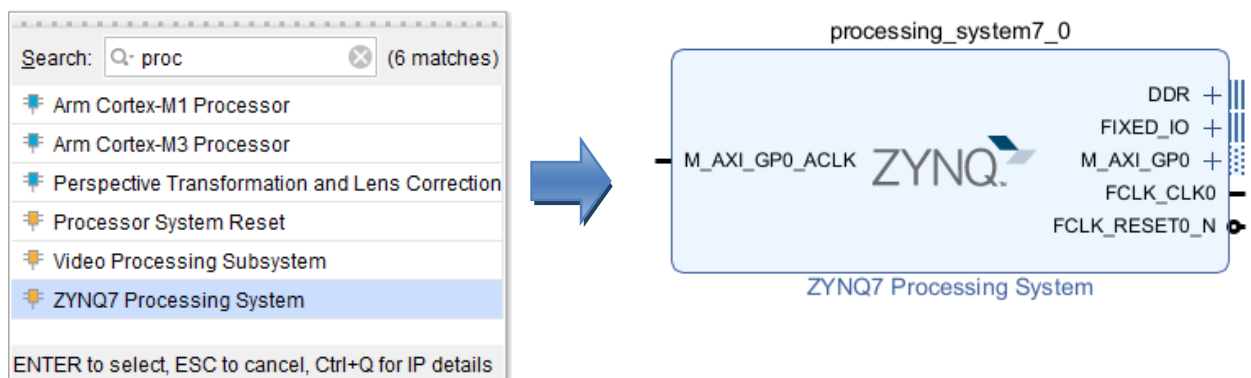 Search: proc (6 matches)
Arm Cortex-M1 Processor
Arm Cortex-M3 Processor
Perspective Transformation and Lens Correction
Processor System Reset
Video Processing Subsystem
ZYNQ7 Processing System
ENTER to select, ESC to cancel, Ctrl+Q for IP details
processing_system7_0
DDR
FIXED_IO
M_AXI_GP0_ACLK ZYNQ. M_AXI_GP0
FCLK_CLK0
FCLK_RESET0_N
ZYNQ7 Processing System